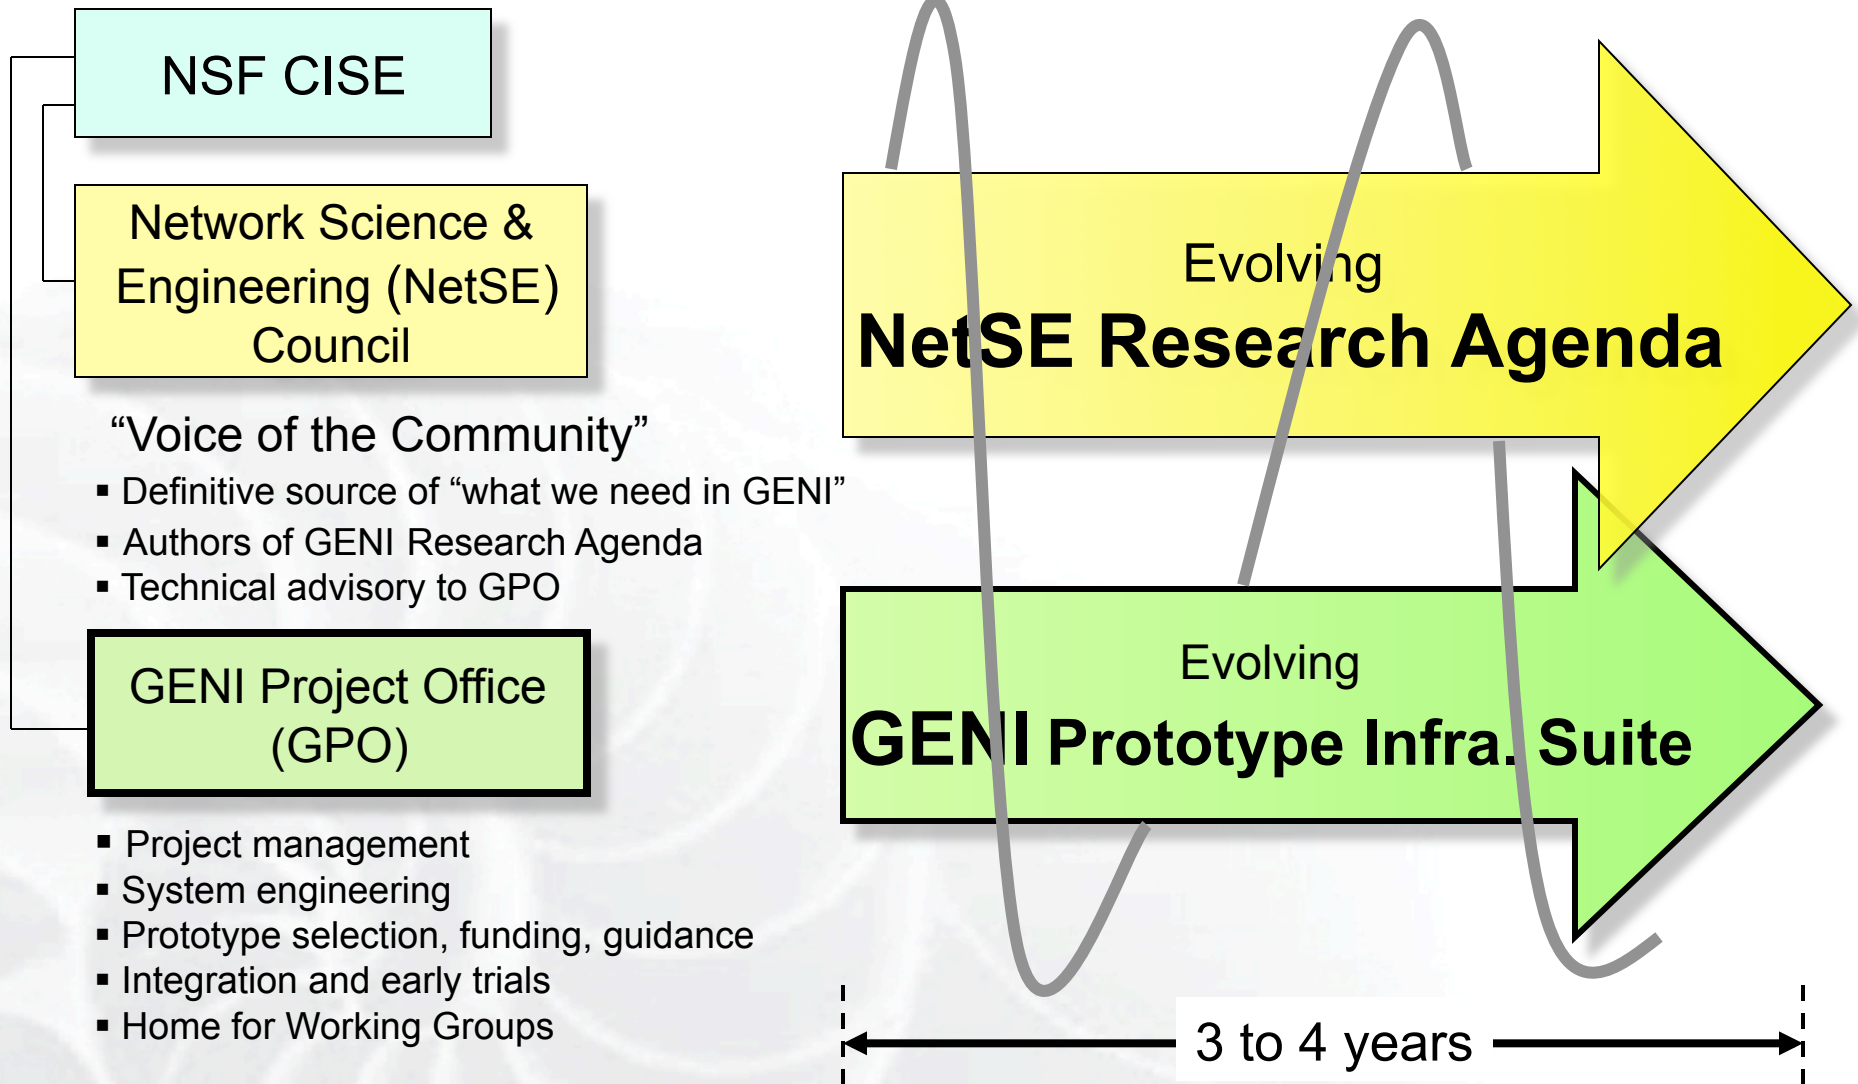 NSF CISE
Network Science &
Engineering (NetSE)
Council
“Voice of the Community”
▪ Definitive source of “what we need in GENI”
▪ Authors of GENI Research Agenda
▪ Technical advisory to GPO
GENI Project Office
(GPO)
▪ Project management
▪ System engineering
▪ Prototype selection, funding, guidance
▪ Integration and early trials
▪ Home for Working Groups
Evolving
NetSE Research Agenda
Evolving
GENI Prototype Infra. Suite
3 to 4 years